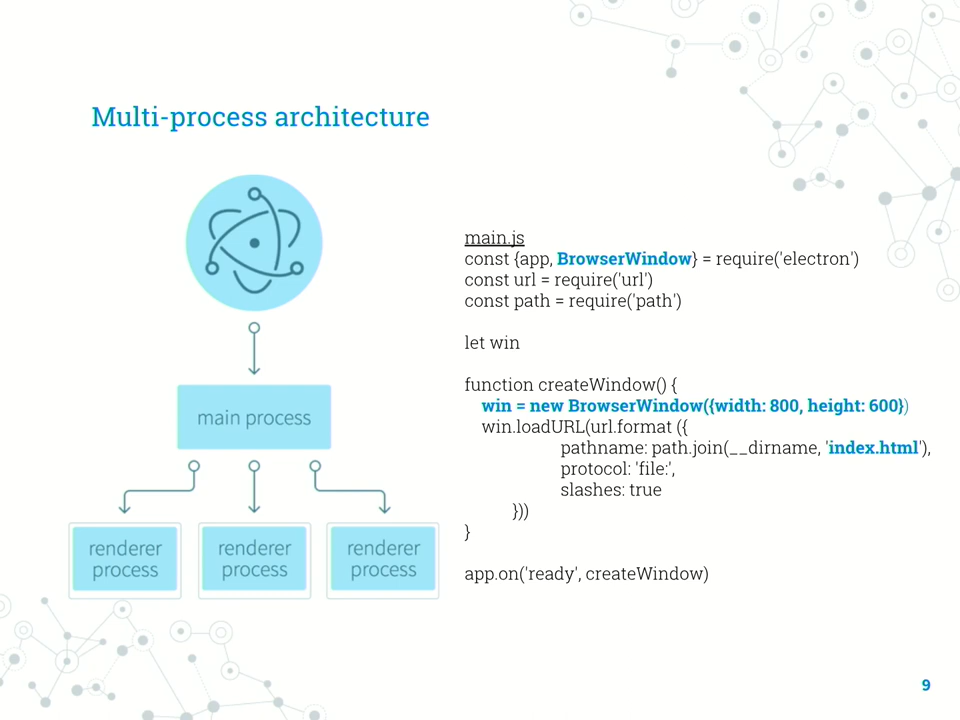 Multi-process architecture
main process
renderer process
renderer process
renderer process
main.js
const {app, BrowserWindow} = require('electron')
const url = require('url')
const path = require('path')
let win
function createWindow() {
win = new BrowserWindow({width: 800, height: 600})
win.loadURL(url.format ({
pathname: path.join(__dirname, 'index.html'),
protocol: 'file:',
slashes: true
}))
}
app.on('ready', createWindow)
9